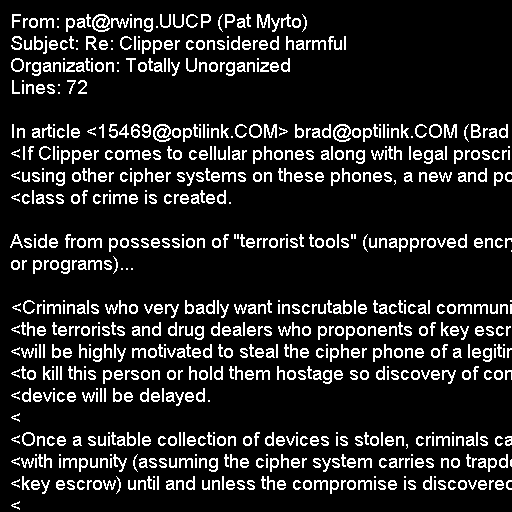 From: pat@rwing.UUCP (Pat Myrto)
Subject: Re: Clipper considered harmful
Organization: Totally Unorganized
Lines: 72

In article <15469@optilink.COM> brad@optilink.COM (Brad
<If Clipper comes to cellular phones along with legal proscri
<using other cipher systems on these phones, a new and po
<class of crime is created.

Aside from possession of "terrorist tools" (unapproved encry
or programs)...

<Criminals who very badly want inscrutable tactical communi
<the terrorists and drug dealers who proponents of key escr
<will be highly motivated to steal the cipher phone of a legiti
<to kill this person or hold them hostage so discovery of com
<device will be delayed.
<
<Once a suitable collection of devices is stolen, criminals ca
<with impunity (assuming the cipher system carries no trapdo
<key escrow) until and unless the compromise is discovered
<